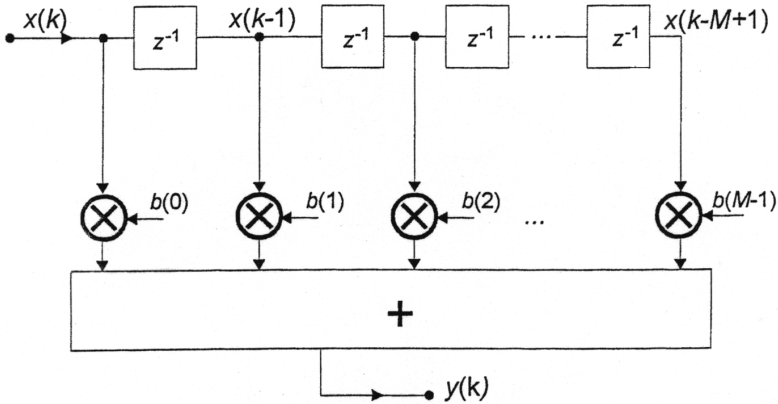 x(k)
z⁻¹
x(k-1)
z⁻¹
z⁻¹
...
z⁻¹
x(k-M+1)
b(0)
b(1)
b(2)
...
b(M-1)
+
y(k)